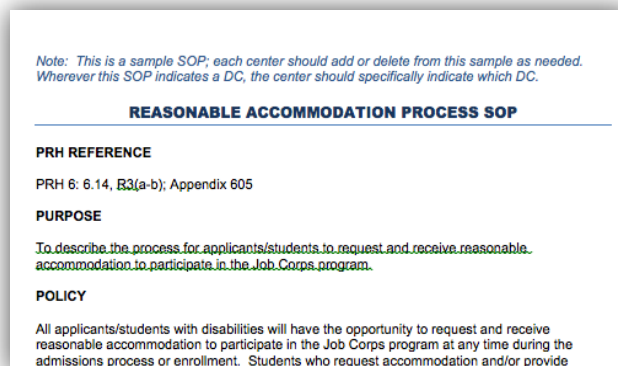 Note: This is a sample SOP; each center should add or delete from this sample as needed.
Wherever this SOP indicates a DC, the center should specifically indicate which DC.
REASONABLE ACCOMMODATION PROCESS SOP
PRH REFERENCE
PRH 6: 6.14, R3(a-b); Appendix 605
PURPOSE
To describe the process for applicants/students to request and receive reasonable
accommodation to participate in the Job Corps program.
POLICY
All applicants/students with disabilities will have the opportunity to request and receive
reasonable accommodation to participate in the Job Corps program at any time during the
admissions process or enrollment. Students who request accommodation and/or provide